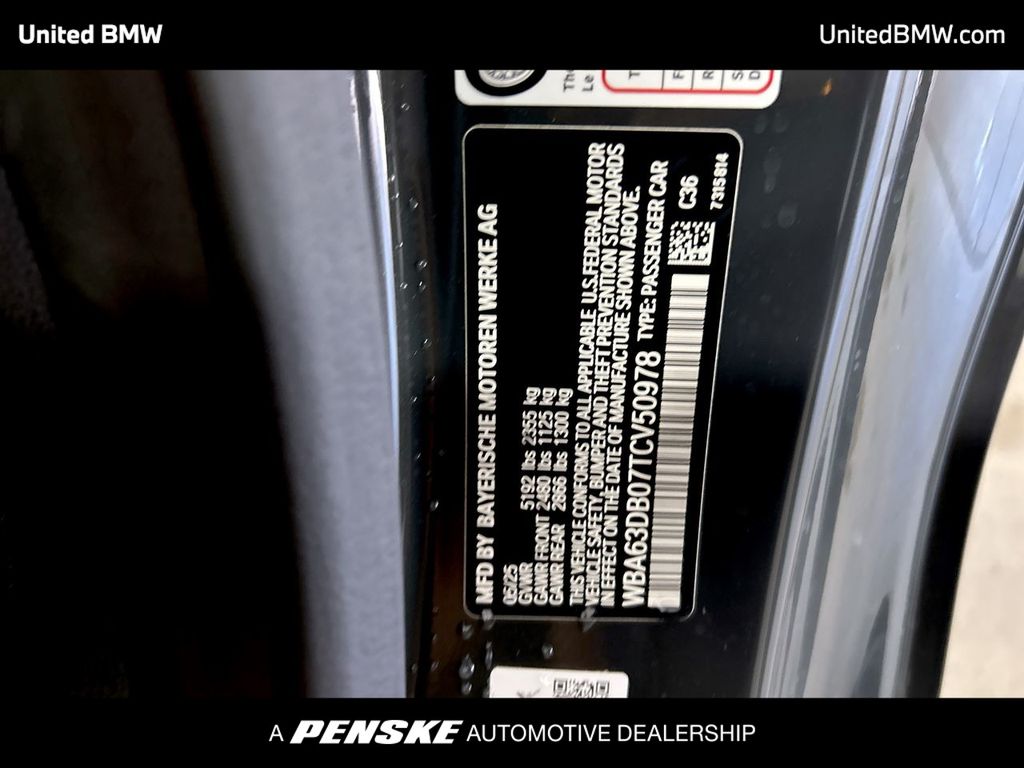 United BMW
UnitedBMW.com
The
Le
T
F
R
S
D
MFD BY BAYERISCHE MOTOREN WERKE AG
05/25
GVWR 5192 lbs 2355 kg
GAWR FRONT 2480 lbs 1125 kg
GAWR REAR 2866 lbs 1300 kg
THIS VEHICLE CONFORMS TO ALL APPLICABLE U.S. FEDERAL MOTOR
VEHICLE SAFETY, BUMPER AND THEFT PREVENTION STANDARDS
IN EFFECT ON THE DATE OF MANUFACTURE SHOWN ABOVE.
WBA63DB07TCV50978 TYPE: PASSENGER CAR
C36
7315814
A PENSKE AUTOMOTIVE DEALERSHIP